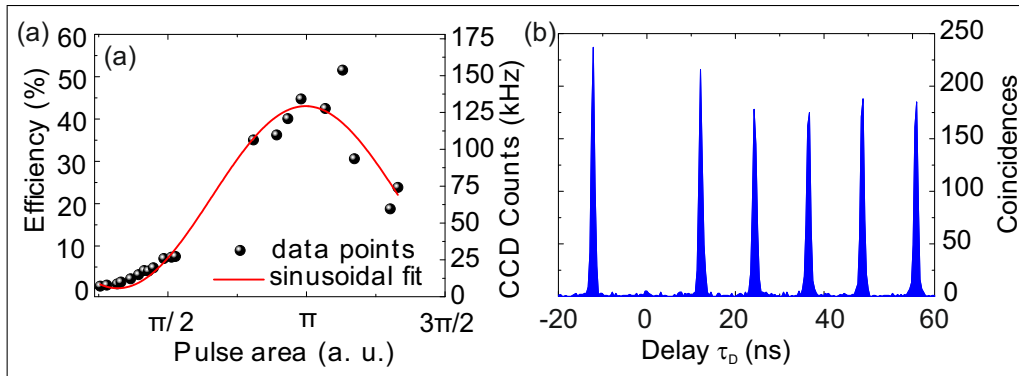 (a)
(a)
Efficiency (%)
60
50
40
30
20
10
0
π/ 2
π
3π/2
Pulse area (a. u.)
data points
sinusoidal fit
175
150
125
100
75
50
25
0
CCD Counts (kHz)
(b)
-20
0
20
40
60
Delay τD (ns)
250
200
150
100
50
0
Coincidences